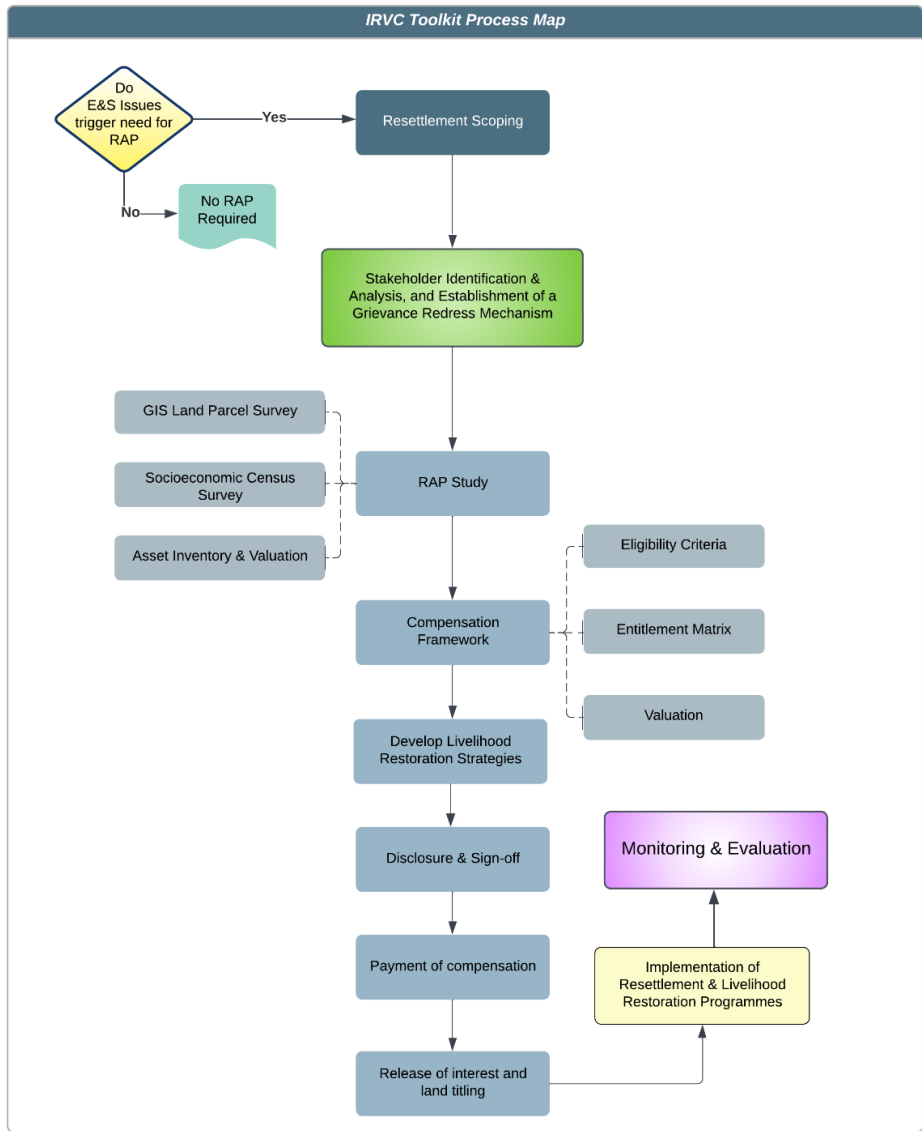 IRVC Toolkit Process Map
Do
E&S Issues
trigger need for
RAP
Yes
Resettlement Scoping
No
No RAP
Required
Stakeholder Identification &
Analysis, and Establishment of a
Grievance Redress Mechanism
GIS Land Parcel Survey
Socioeconomic Census
Survey
Asset Inventory & Valuation
RAP Study
Compensation
Framework
Eligibility Criteria
Entitlement Matrix
Valuation
Develop Livelihood
Restoration Strategies
Disclosure & Sign-off
Payment of compensation
Release of interest and
land titling
Implementation of
Resettlement & Livelihood
Restoration Programmes
Monitoring & Evaluation